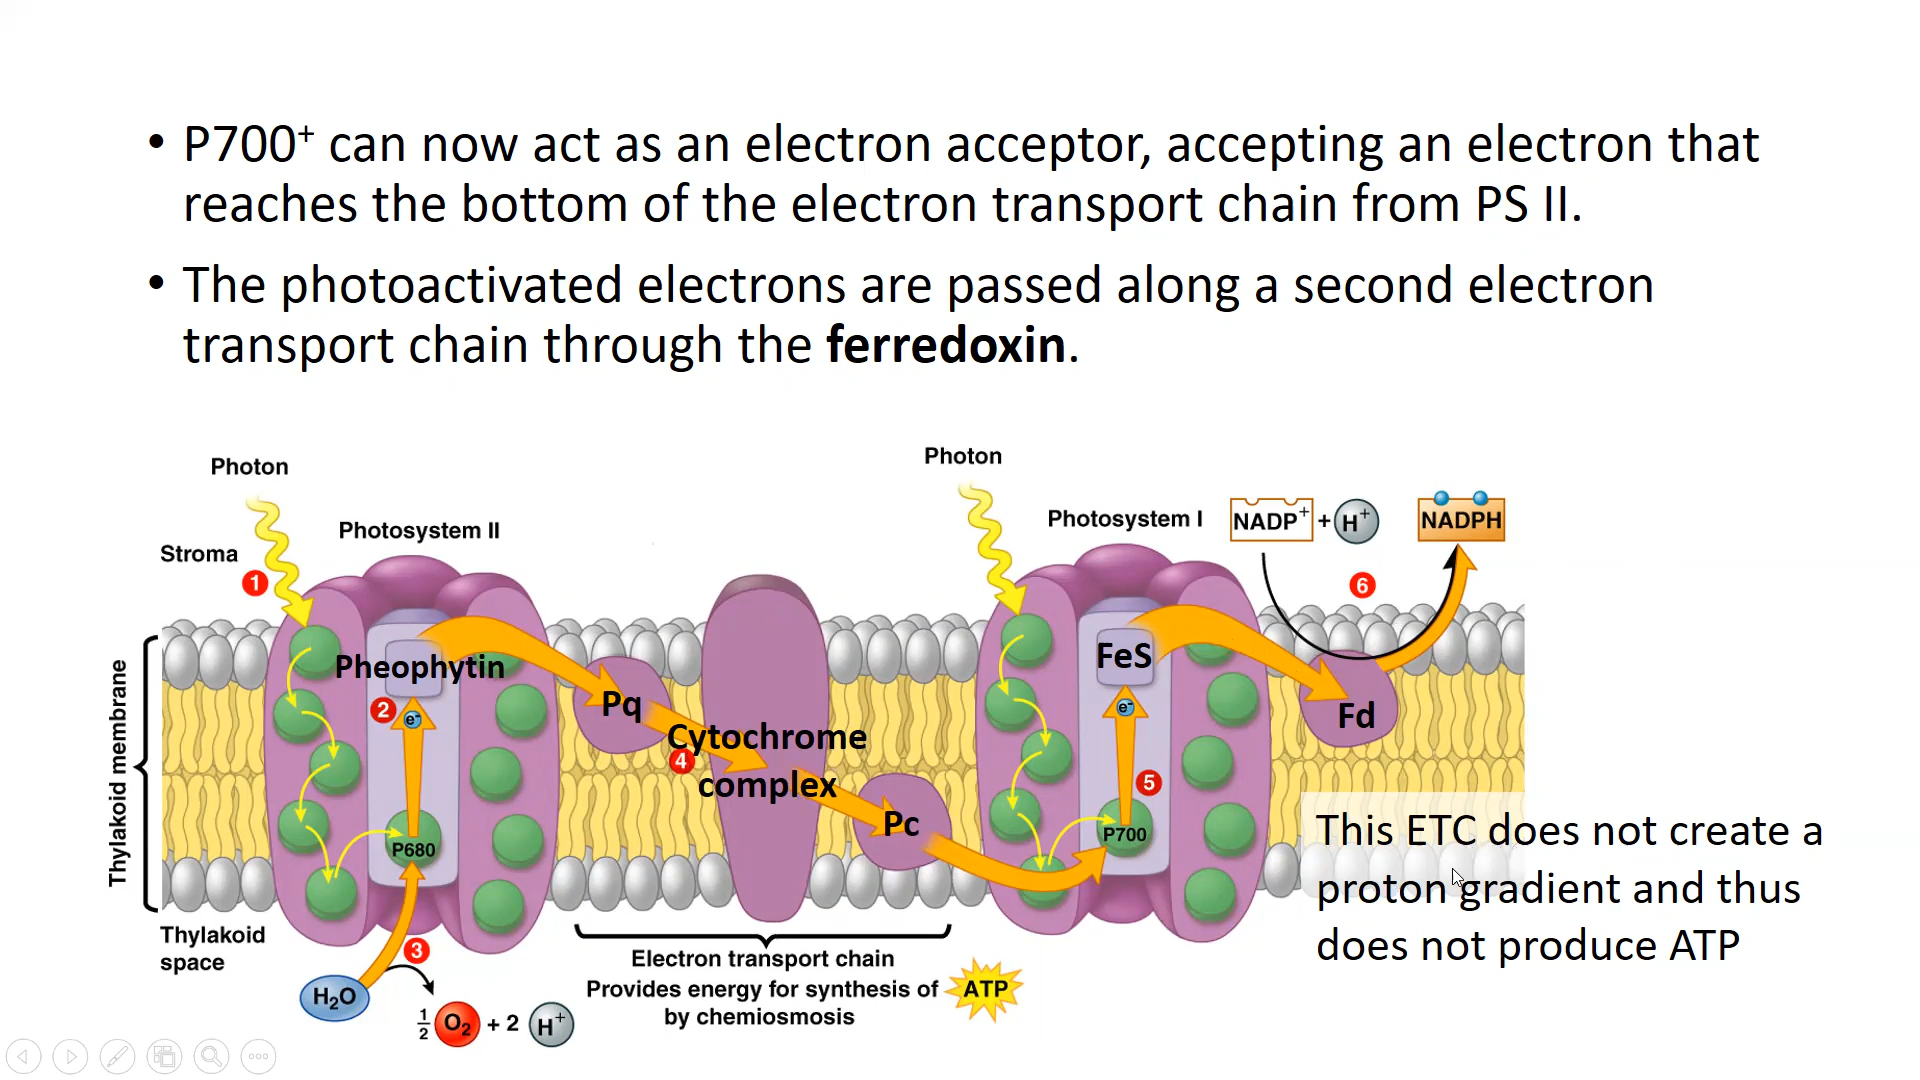 • P700⁺ can now act as an electron acceptor, accepting an electron that
reaches the bottom of the electron transport chain from PS II.
• The photoactivated electrons are passed along a second electron
transport chain through the ferredoxin.
Photon
Photon
Photosystem II
Photosystem I
NADP⁺ + H⁺
NADPH
Stroma
1
6
Pheophytin
FeS
2
e⁻
Pq
e⁻
Fd
Cytochrome
4
complex
5
Thylakoid membrane
P680
Pc
P700
This ETC does not create a
proton gradient and thus
does not produce ATP
Thylakoid
space
3
Electron transport chain
Provides energy for synthesis of
by chemiosmosis
ATP
H₂O
½ O₂ + 2 H⁺